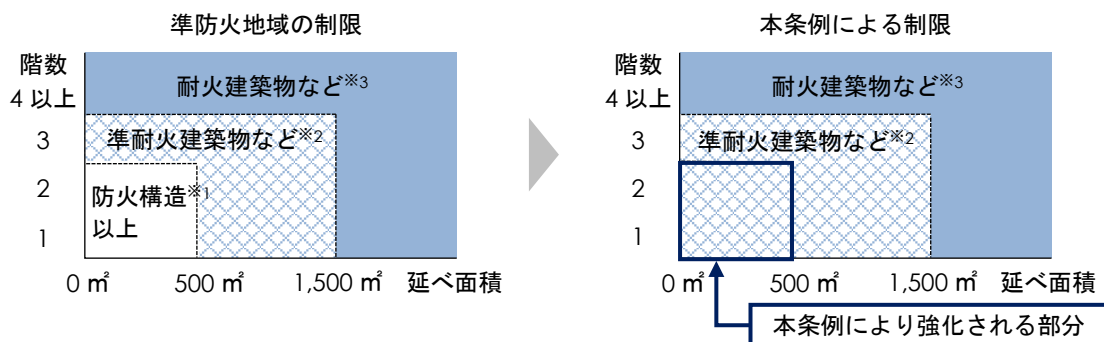 準防火地域の制限
階数
4 以上
3
2
1
耐火建築物など※3
準耐火建築物など※2
防火構造※1
以上
0 ㎡
500 ㎡
1,500 ㎡
延べ面積
本条例による制限
階数
4 以上
3
2
1
耐火建築物など※3
準耐火建築物など※2
0 ㎡
500 ㎡
1,500 ㎡
延べ面積
本条例により強化される部分